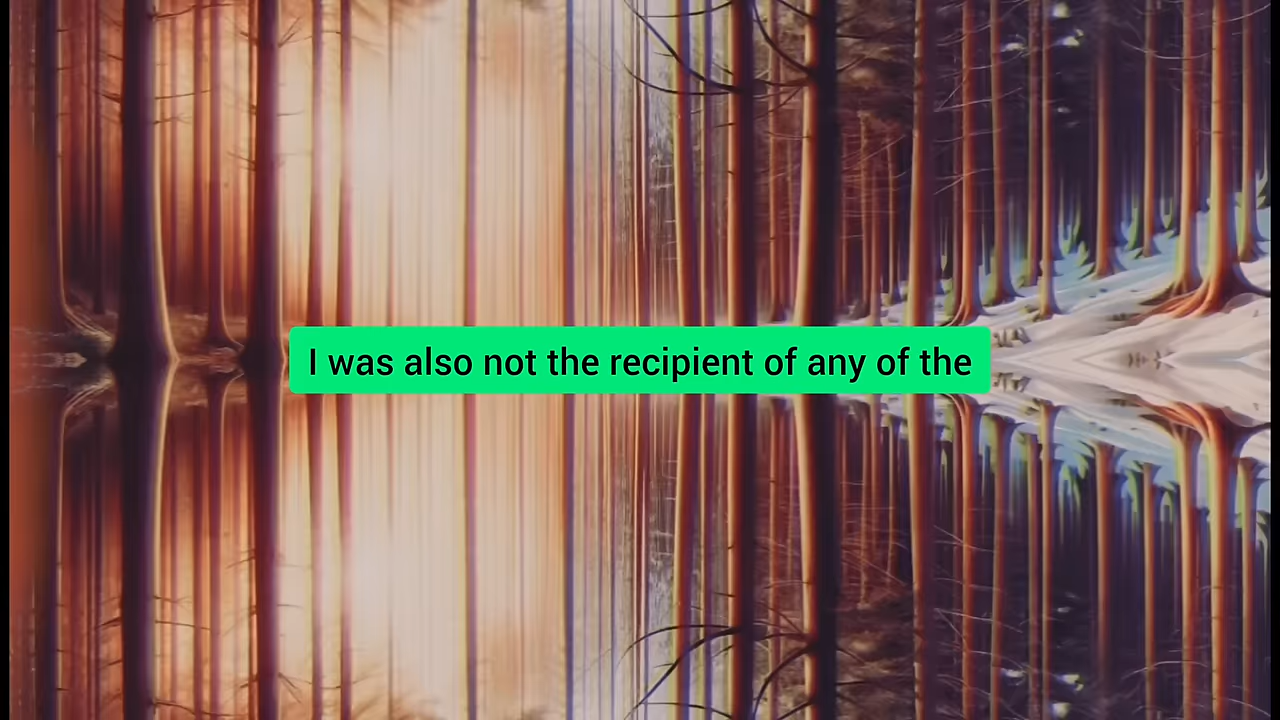 I was also not the recipient of any of the